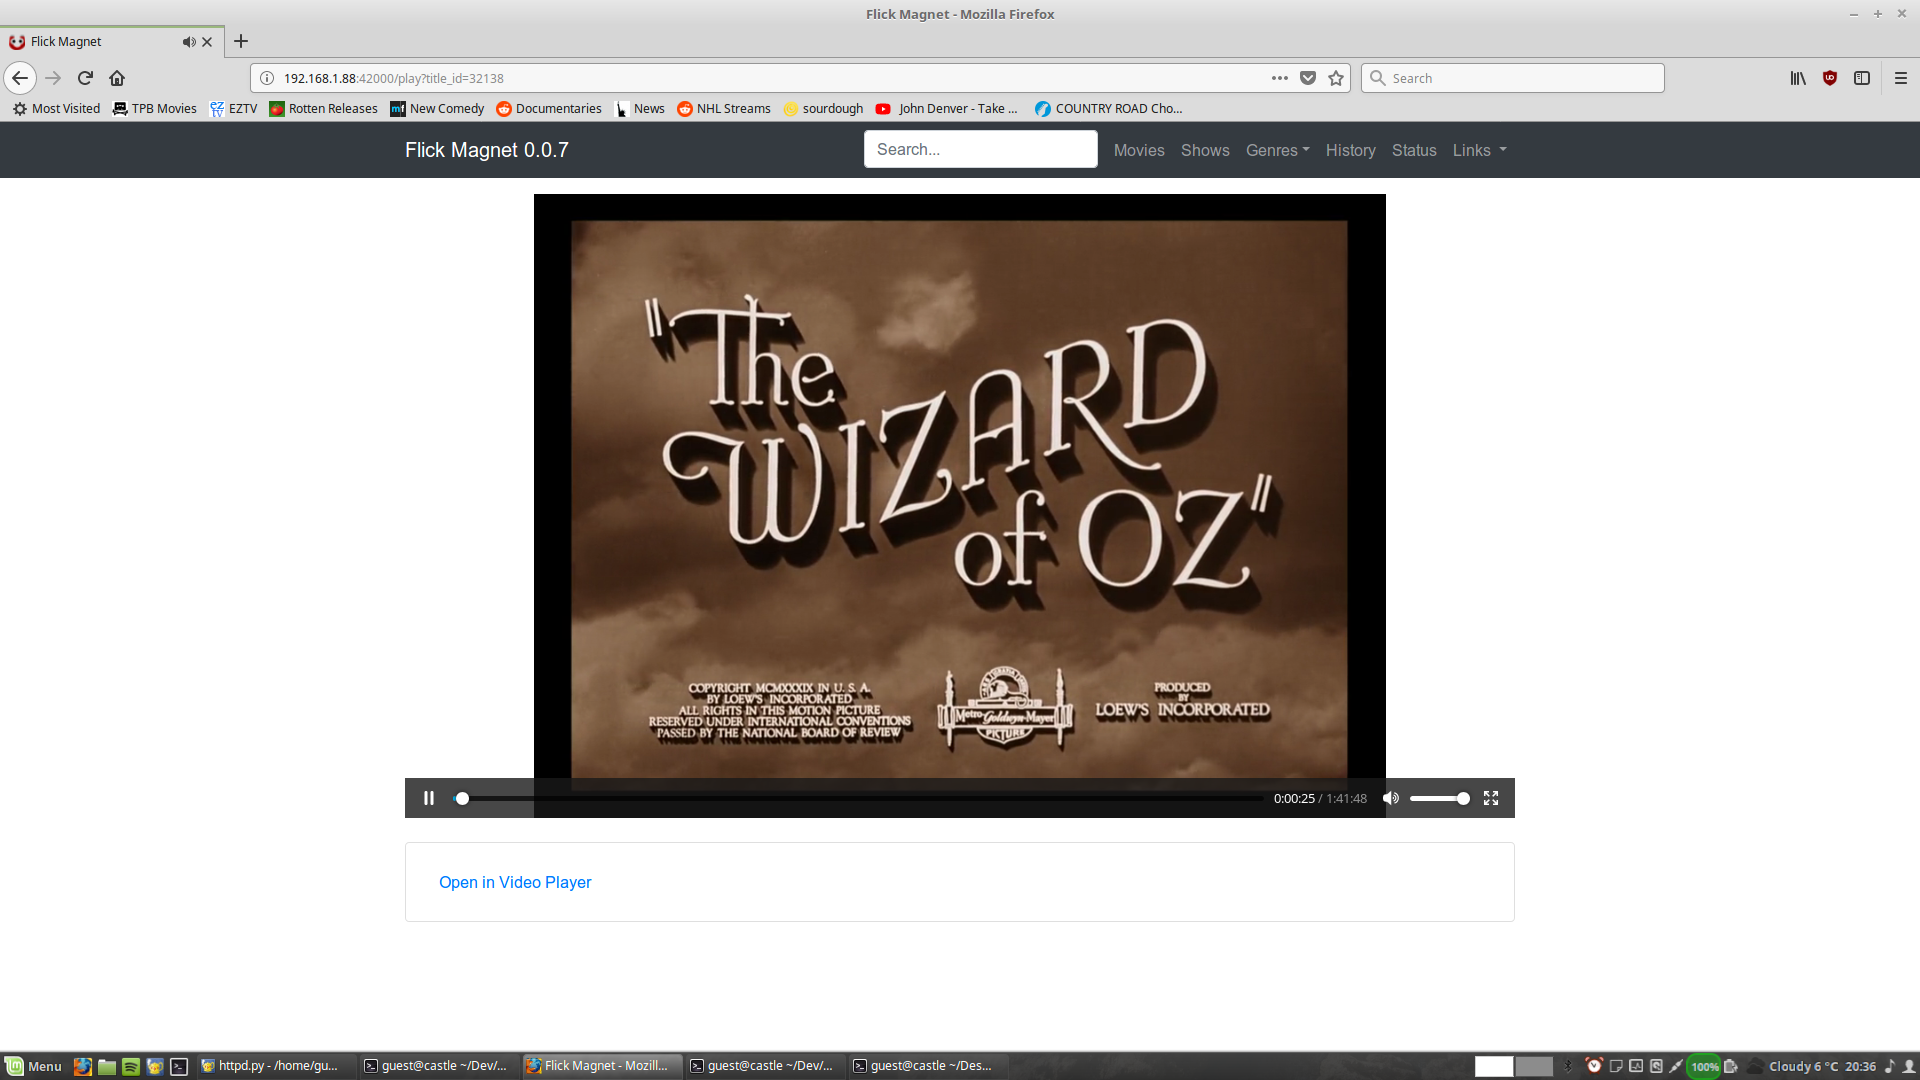 Flick Magnet - Mozilla Firefox
Flick Magnet
192.168.1.88:42000/play?title_id=32138
Search
Most Visited TPB Movies EZTV Rotten Releases New Comedy Documentaries News NHL Streams sourdough John Denver - Take ... COUNTRY ROAD Cho...
Flick Magnet 0.0.7 Search... Movies Shows Genres History Status Links
"The
WIZARD
of OZ"
COPYRIGHT MCMXXXIX IN U. S. A.
BY LOEW'S INCORPORATED
ALL RIGHTS IN THIS MOTION PICTURE
RESERVED UNDER INTERNATIONAL CONVENTIONS
PASSED BY THE NATIONAL BOARD OF REVIEW
Metro-Goldwyn-Mayer
PICTURE
PRODUCED
BY
LOEW'S INCORPORATED
0:00:25 / 1:41:48
Open in Video Player
Menu httpd.py - /home/gu... guest@castle ~/Dev/... Flick Magnet - Mozill... guest@castle ~/Dev/... guest@castle ~/Des... 100% Cloudy 6 °C 20:36